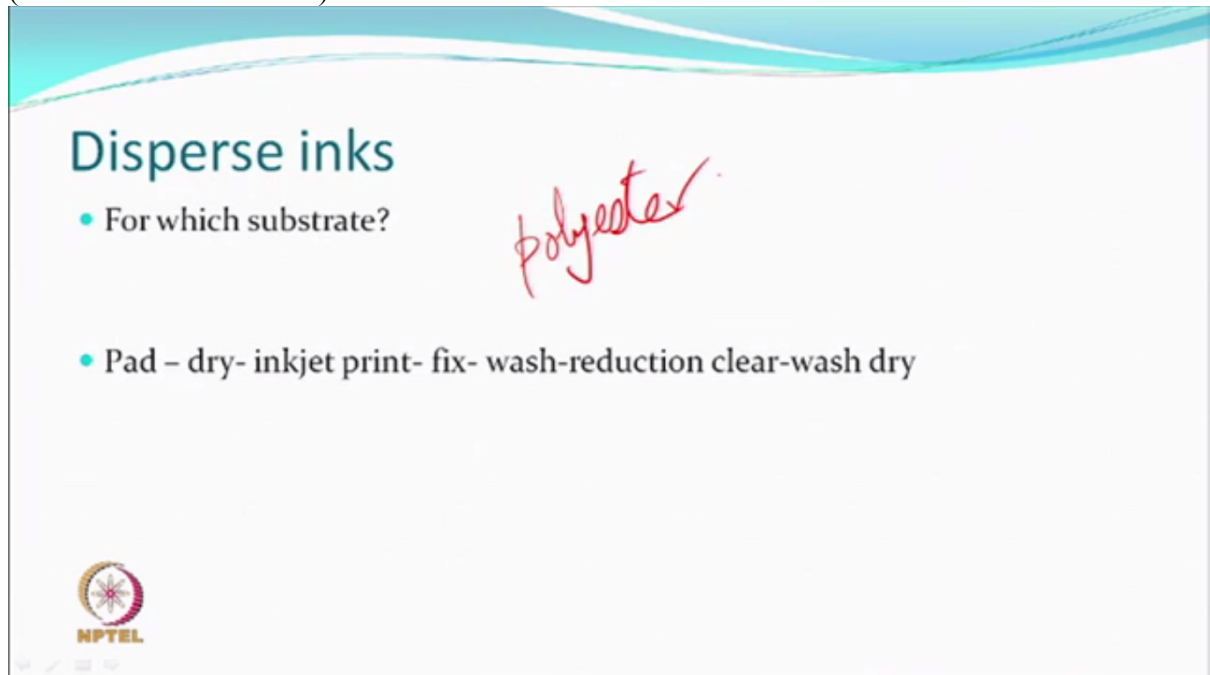 Disperse inks
For which substrate?
polyester
Pad – dry- inkjet print- fix- wash-reduction clear-wash dry
NPTEL